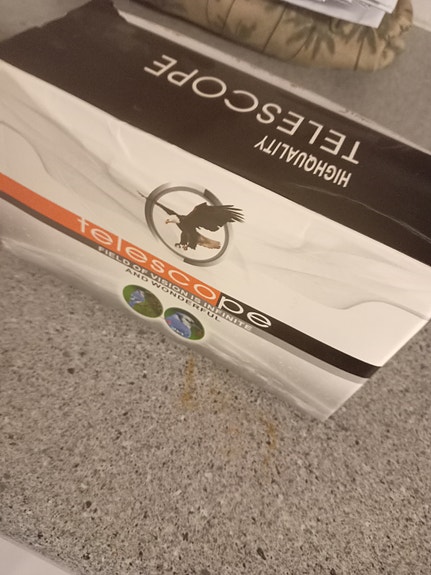 HIGHQUALITY
TELESCOPE
telescope
FIELD OF VISION IS INFINITE
AND WONDERFUL